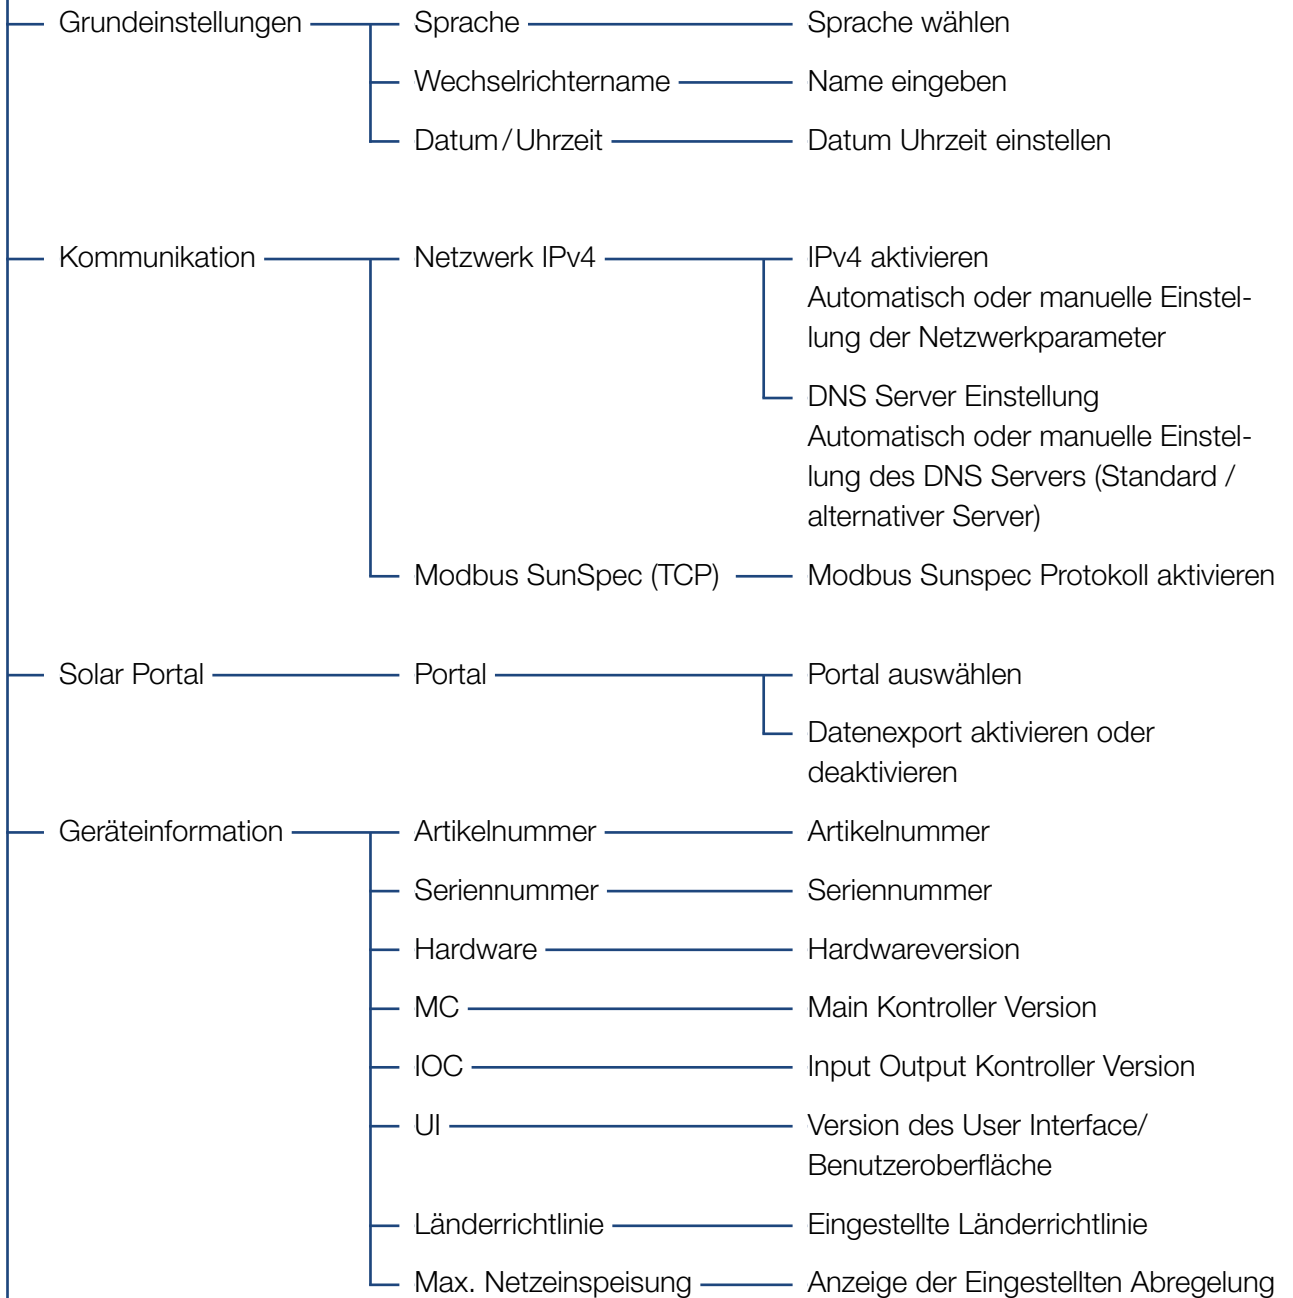 Grundeinstellungen Sprache Sprache wählen
Wechselrichtername Name eingeben
Datum/Uhrzeit Datum Uhrzeit einstellen
Kommunikation Netzwerk IPv4 IPv4 aktivieren
Automatisch oder manuelle Einstel-
lung der Netzwerkparameter
DNS Server Einstellung
Automatisch oder manuelle Einstel-
lung des DNS Servers (Standard /
alternativer Server)
Modbus SunSpec (TCP) Modbus Sunspec Protokoll aktivieren
Solar Portal Portal Portal auswählen
Datenexport aktivieren oder
deaktivieren
Geräteinformation Artikelnummer Artikelnummer
Seriennummer Seriennummer
Hardware Hardwareversion
MC Main Kontroller Version
IOC Input Output Kontroller Version
UI Version des User Interface/
Benutzeroberfläche
Länderrichtlinie Eingestellte Länderrichtlinie
Max. Netzeinspeisung Anzeige der Eingestellten Abregelung